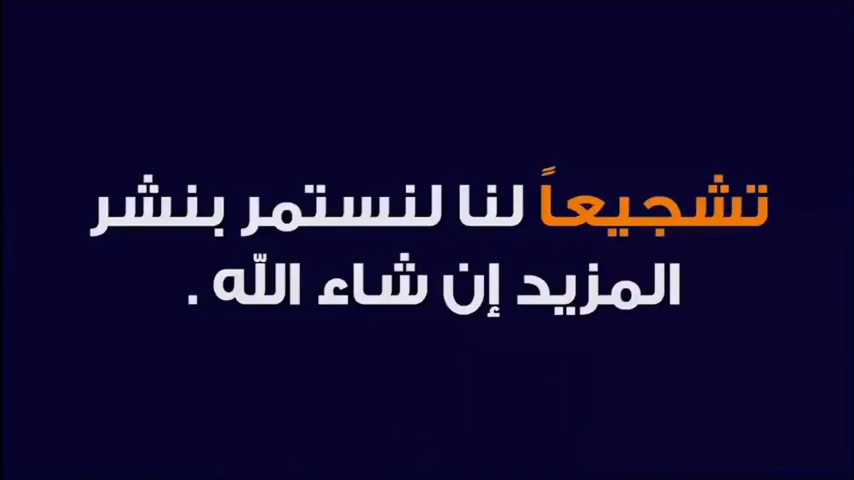 تشجيعاً لنا لنستمر بنشر
المزيد إن شاء الله .